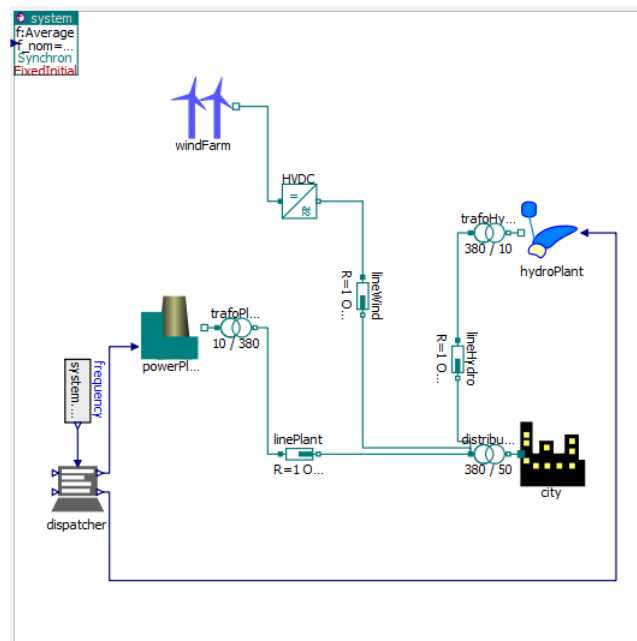 system
f:Average
f_nom=...
Synchron
FixedInitial
windFarm
HVDC
=
≈
trafoHy...
380 / 10
hydroPlant
lineWind
R=1 O...
lineHydro
R=1 O...
trafoPl...
10 / 380
powerPl...
frequency
system....
linePlant
R=1 O...
distribu...
380 / 50
city
dispatcher